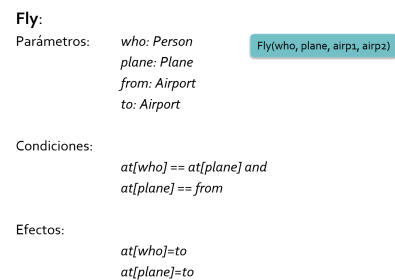 Fly:
Parámetros: who: Person
Fly(who, plane, airp1, airp2)
plane: Plane
from: Airport
to: Airport
Condiciones:
at[who] == at[plane] and
at[plane] == from
Efectos:
at[who]=to
at[plane]=to